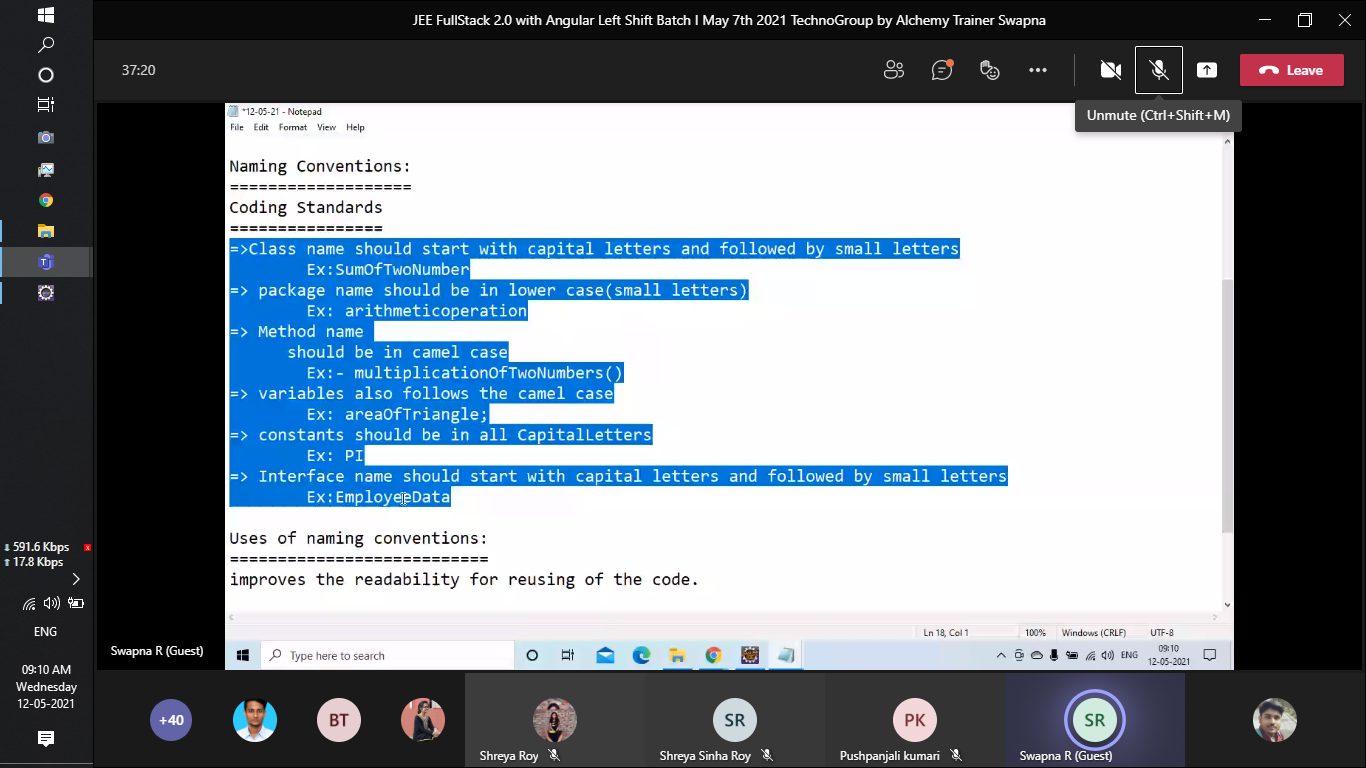 JEE FullStack 2.0 with Angular Left Shift Batch I May 7th 2021 TechnoGroup by Alchemy Trainer Swapna
37:20
Leave
Unmute (Ctrl+Shift+M)
*12-05-21 - Notepad
File Edit Format View Help
Naming Conventions:
===================
Coding Standards
================
=>Class name should start with capital letters and followed by small letters
Ex:SumOfTwoNumber
=> package name should be in lower case(small letters)
Ex: arithmeticoperation
=> Method name
should be in camel case
Ex:- multiplicationOfTwoNumbers()
=> variables also follows the camel case
Ex: areaOfTriangle;
=> constants should be in all CapitalLetters
Ex: PI
=> Interface name should start with capital letters and followed by small letters
Ex:EmployeeData
Uses of naming conventions:
===========================
improves the readability for reusing of the code.
Ln 18, Col 1 100% Windows (CRLF) UTF-8
Swapna R (Guest)
Type here to search
ENG
09:10
12-05-2021
591.6 Kbps
17.8 Kbps
ENG
09:10 AM
Wednesday
12-05-2021
+40
BT
Shreya Roy
SR
Shreya Sinha Roy
PK
Pushpanjali kumari
SR
Swapna R (Guest)